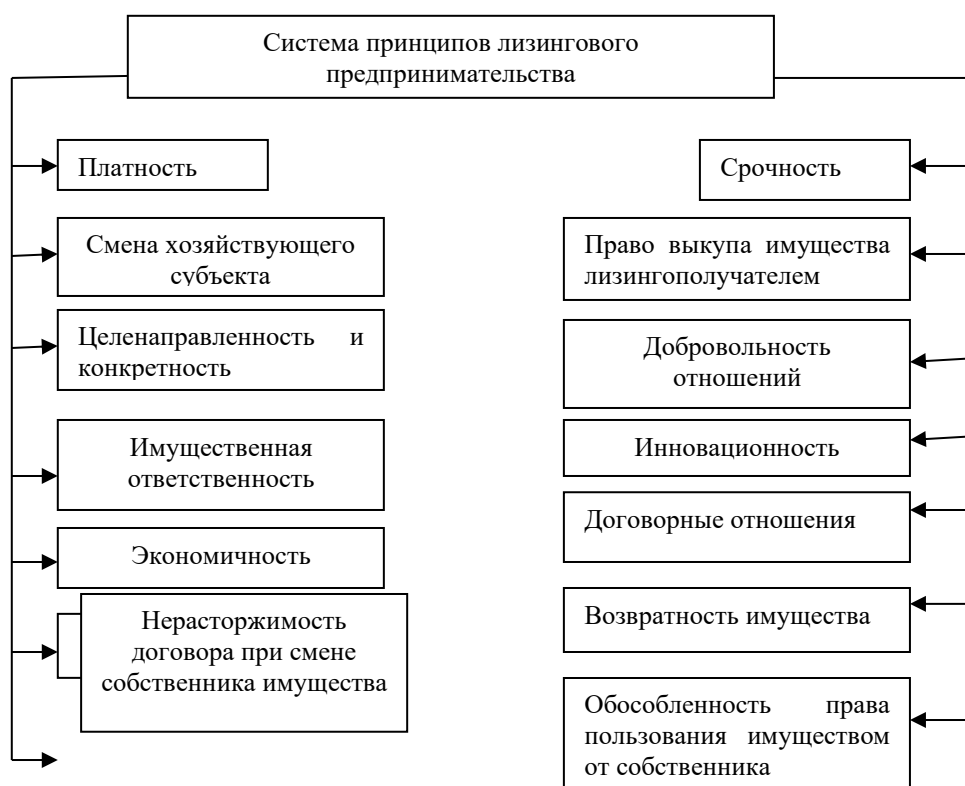 Система принципов лизингового
предпринимательства
Платность
Срочность
Смена хозяйствующего
субъекта
Право выкупа имущества
лизингополучателем
Целенаправленность и
конкретность
Добровольность
отношений
Имущественная
ответственность
Инновационность
Договорные отношения
Экономичность
Нерасторжимость
договора при смене
собственника имущества
Возвратность имущества
Обособленность права
пользования имуществом
от собственника